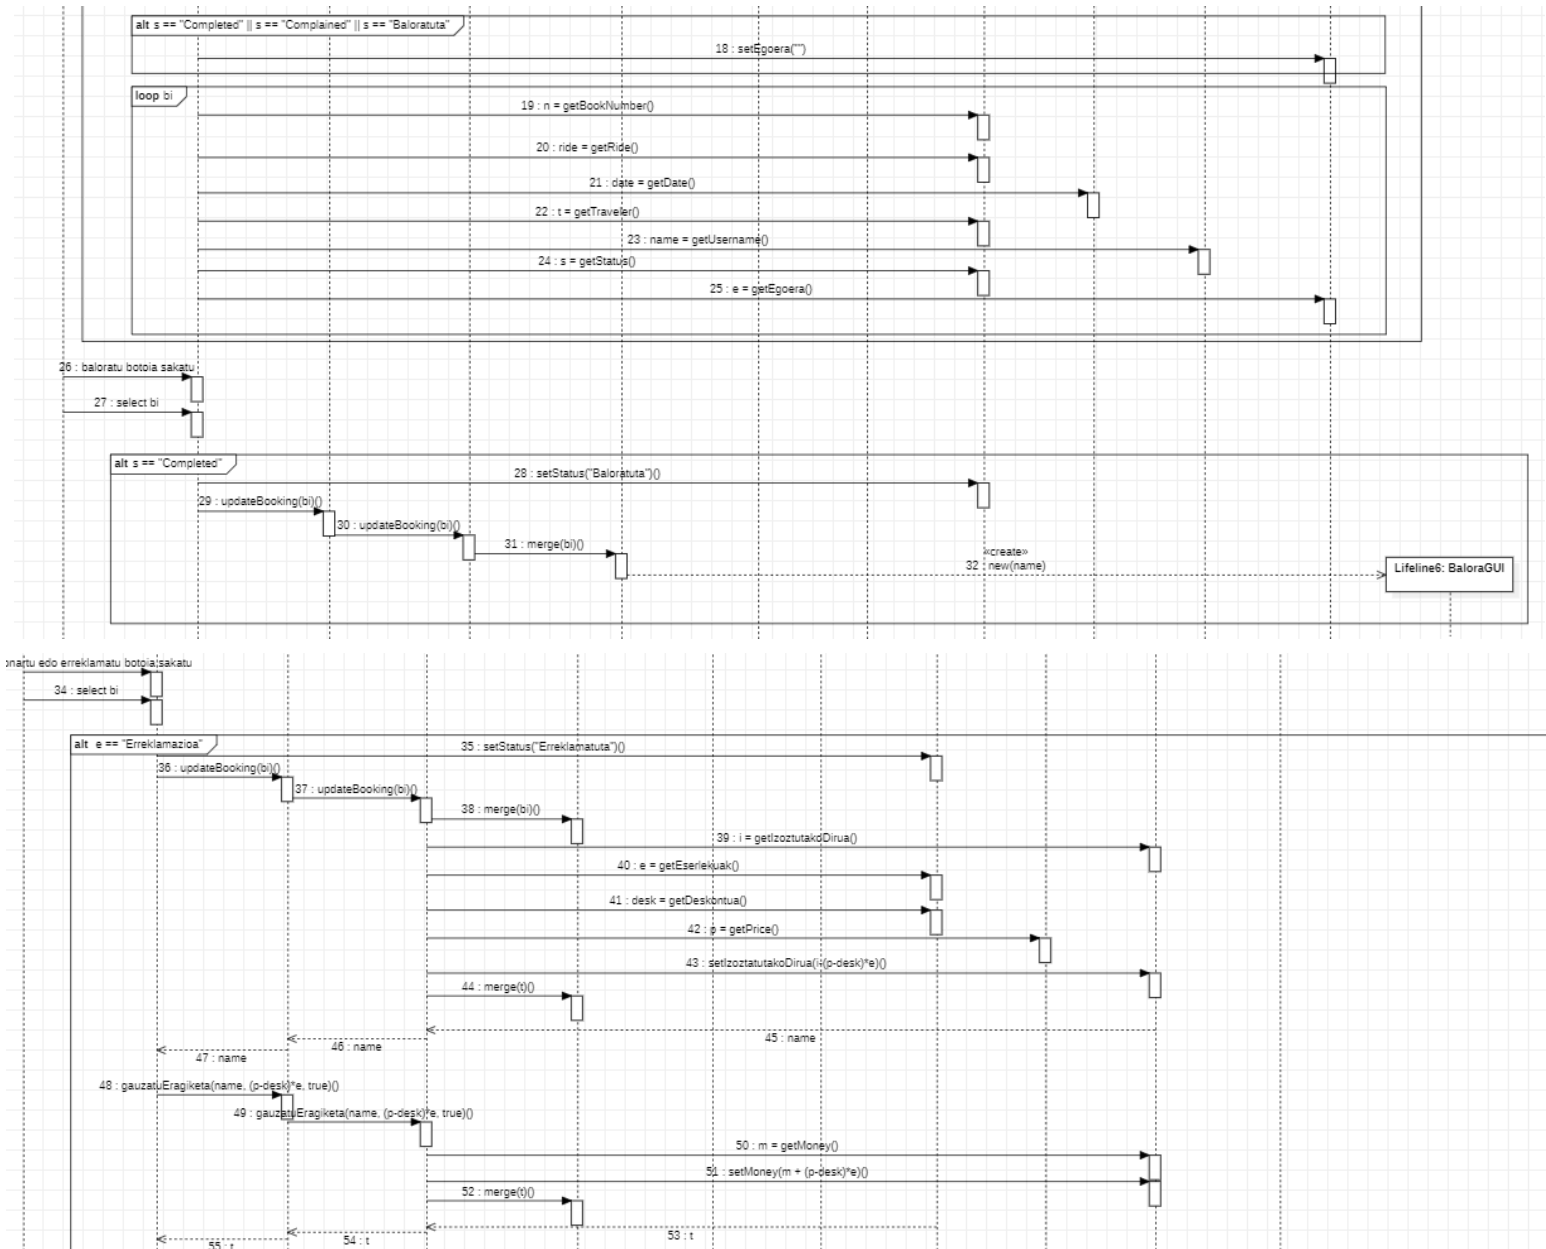 alt s == "Completed" || s == "Complained" || s == "Baloratuta"
18 : setEgoera("")
loop bi
19 : n = getBookNumber()
20 : ride = getRide()
21 : date = getDate()
22 : t = getTraveler()
23 : name = getUsername()
24 : s = getStatus()
25 : e = getEgoera()
26 : baloratu botoia sakatu
27 : select bi
alt s == "Completed"
28 : setStatus("Baloratuta")()
29 : updateBooking(bi)()
30 : updateBooking(bi)()
31 : merge(bi)()
«create»
32 : new(name)
Lifeline6: BaloraGUI
onartu edo erreklamatu botoia sakatu
34 : select bi
alt e == "Erreklamazioa"
35 : setStatus("Erreklamatuta")()
36 : updateBooking(bi)()
37 : updateBooking(bi)()
38 : merge(bi)()
39 : i = getIzoztutakoDirua()
40 : e = getEserlekuak()
41 : desk = getDeskontua()
42 : p = getPrice()
43 : setIzoztatutakoDirua(i-(p-desk)*e)()
44 : merge(t)()
45 : name
46 : name
47 : name
48 : gauzatuEragiketa(name, (p-desk)*e, true)()
49 : gauzatuEragiketa(name, (p-desk)*e, true)()
50 : m = getMoney()
51 : setMoney(m + (p-desk)*e)()
52 : merge(t)()
53 : t
54 : t
55 : t